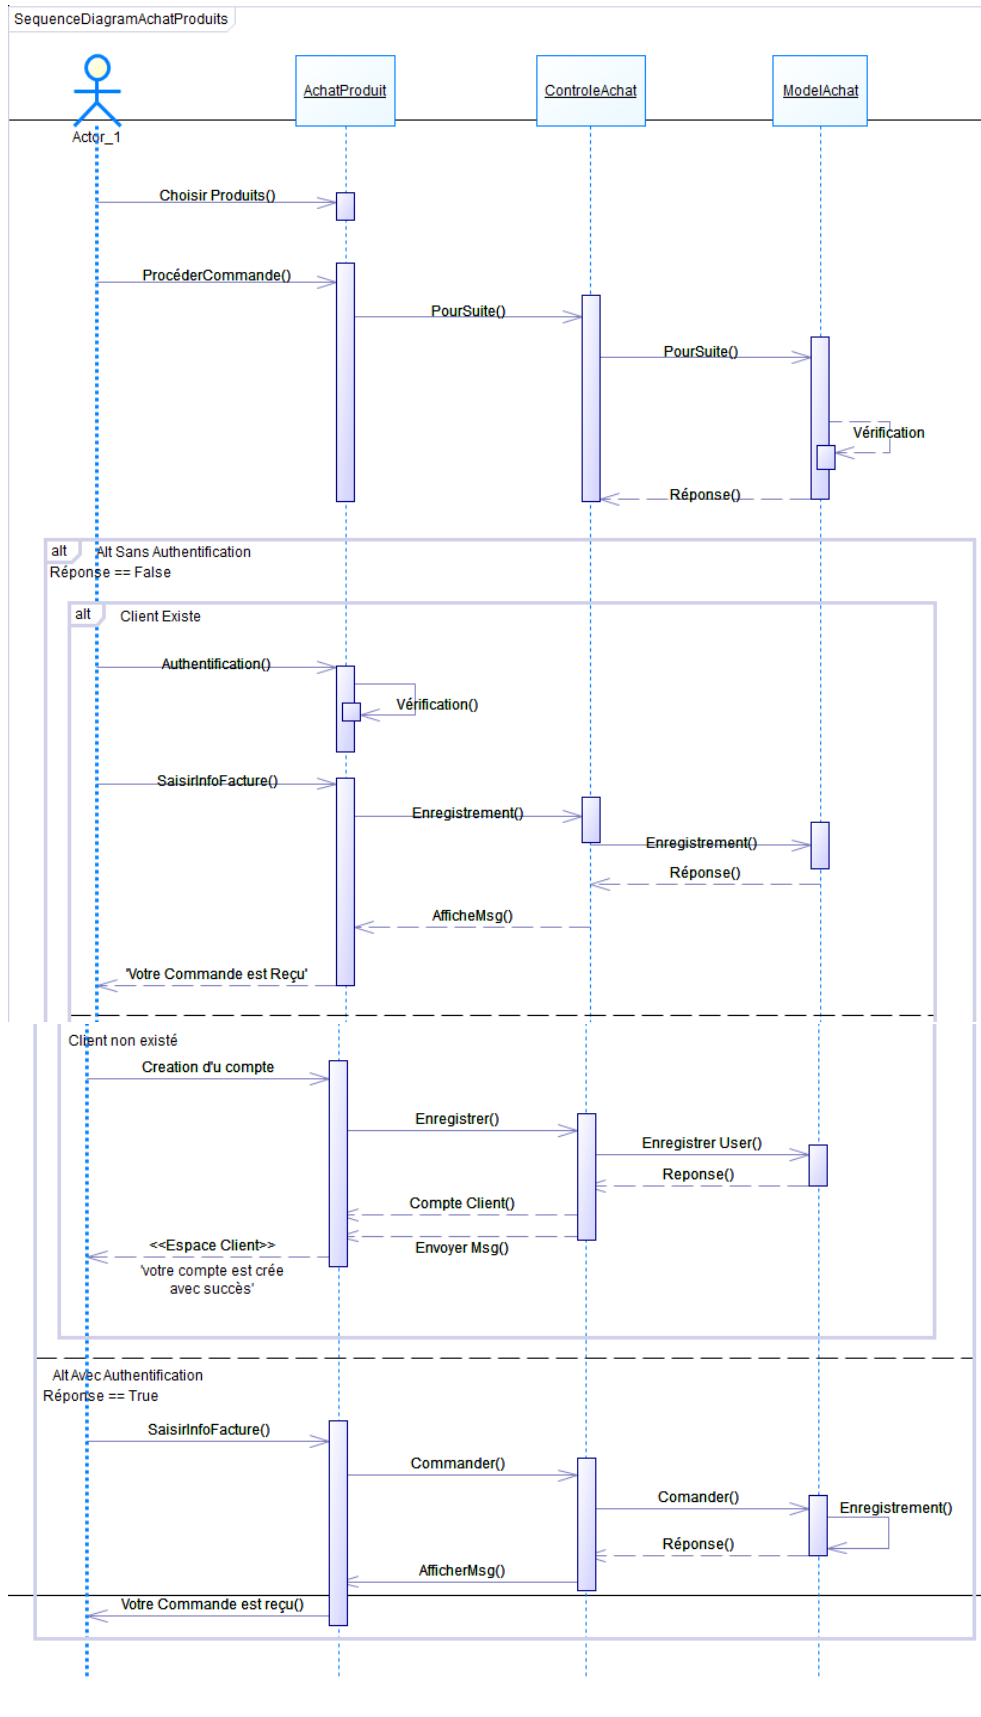 SequenceDiagramAchatProduits
AchatProduit
ControleAchat
ModelAchat
Actor_1
Choisir Produits()
ProcéderCommande()
PourSuite()
PourSuite()
Vérification
Réponse()
alt
Alt Sans Authentification
Réponse == False
alt
Client Existe
Authentification()
Vérification()
SaisirInfoFacture()
Enregistrement()
Enregistrement()
Réponse()
AfficheMsg()
'Votre Commande est Reçu'
Client non existé
Creation d'u compte
Enregistrer()
Enregistrer User()
Reponse()
Compte Client()
<<Espace Client>>
Envoyer Msg()
'votre compte est crée
avec succès'
Alt Avec Authentification
Réponse == True
SaisirInfoFacture()
Commander()
Comander()
Enregistrement()
Réponse()
AfficherMsg()
Votre Commande est reçu()